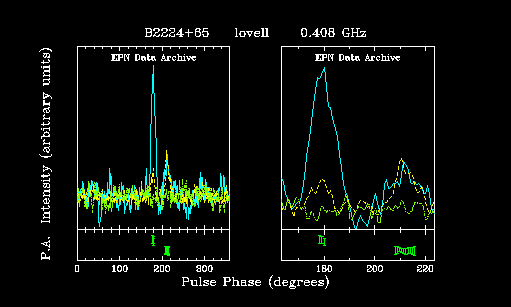 B2224+65 lovell 0.408 GHz
EPN Data Archive EPN Data Archive
Intensity (arbitrary units)
P.A.
0 100 200 300 180 200 220
Pulse Phase (degrees)